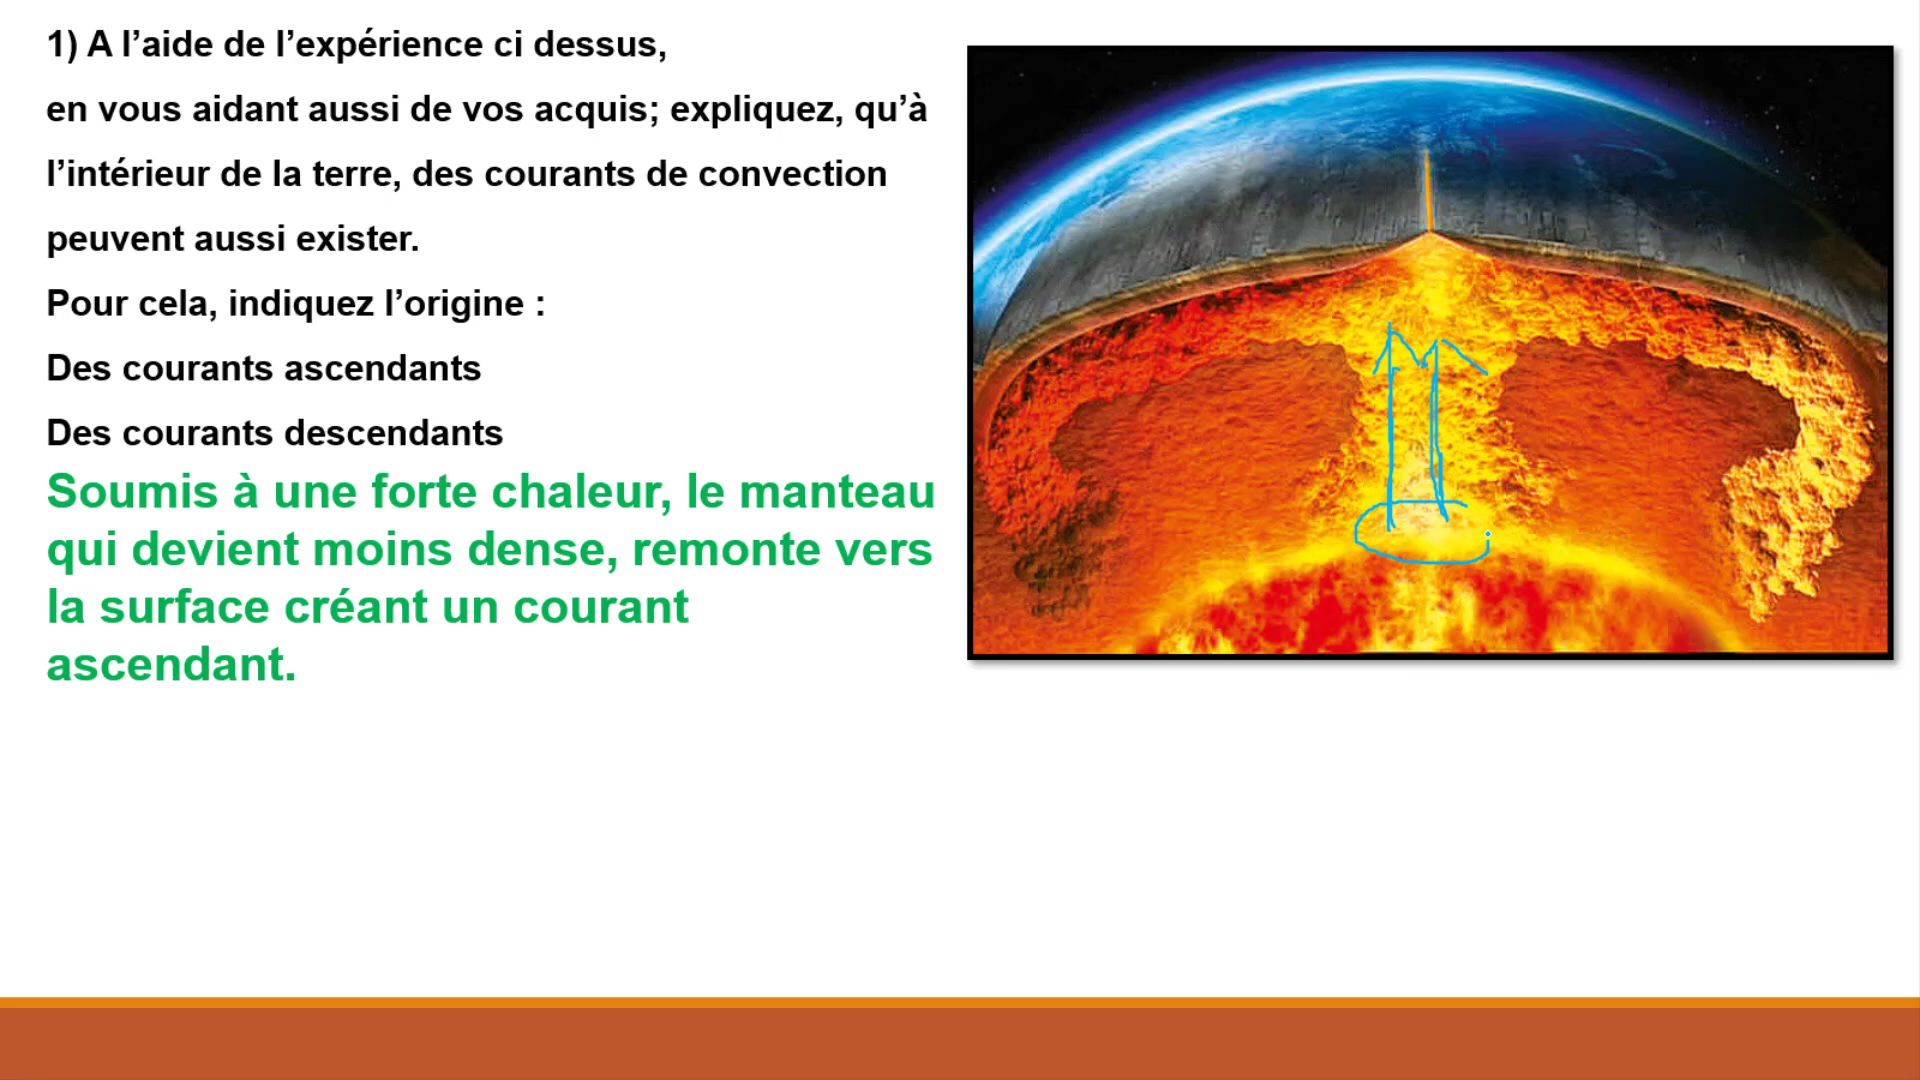 1) A l’aide de l’expérience ci dessus,
en vous aidant aussi de vos acquis; expliquez, qu’à
l’intérieur de la terre, des courants de convection
peuvent aussi exister.
Pour cela, indiquez l’origine :
Des courants ascendants
Des courants descendants
Soumis à une forte chaleur, le manteau
qui devient moins dense, remonte vers
la surface créant un courant
ascendant.